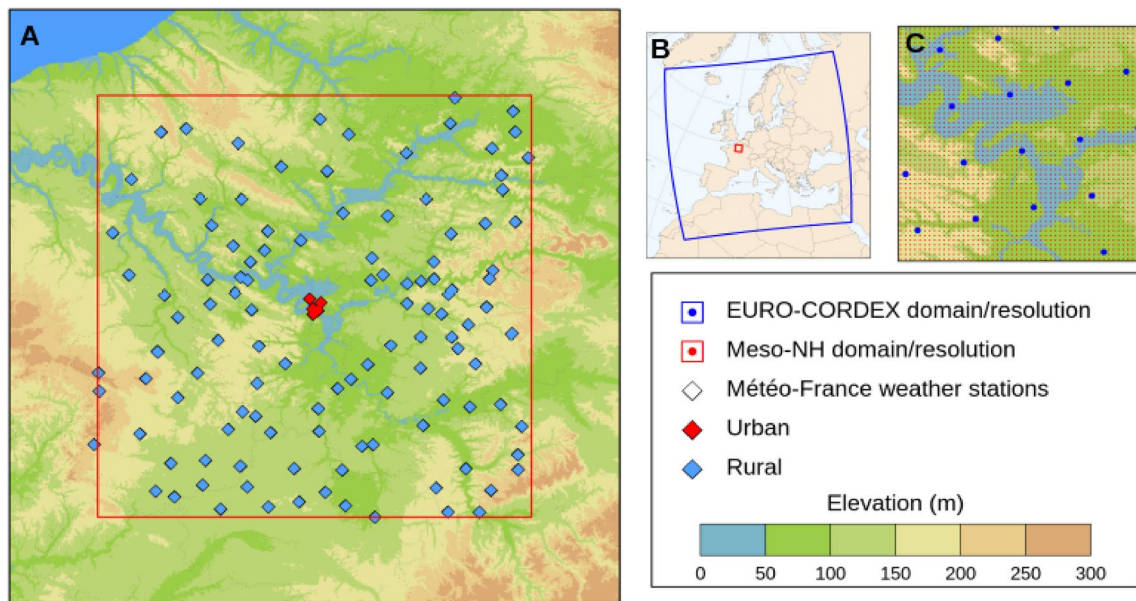 A
B
C
EURO-CORDEX domain/resolution
Meso-NH domain/resolution
Météo-France weather stations
Urban
Rural
Elevation (m)
0 50 100 150 200 250 300